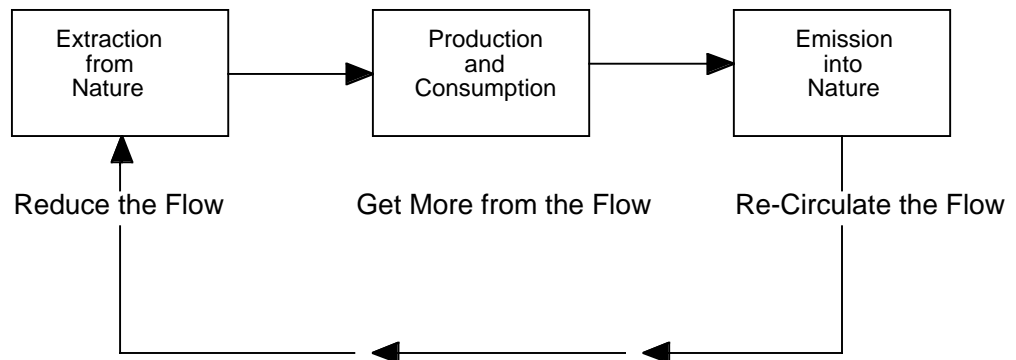 Extraction
from
Nature
Production
and
Consumption
Emission
into
Nature
Reduce the Flow
Get More from the Flow
Re-Circulate the Flow